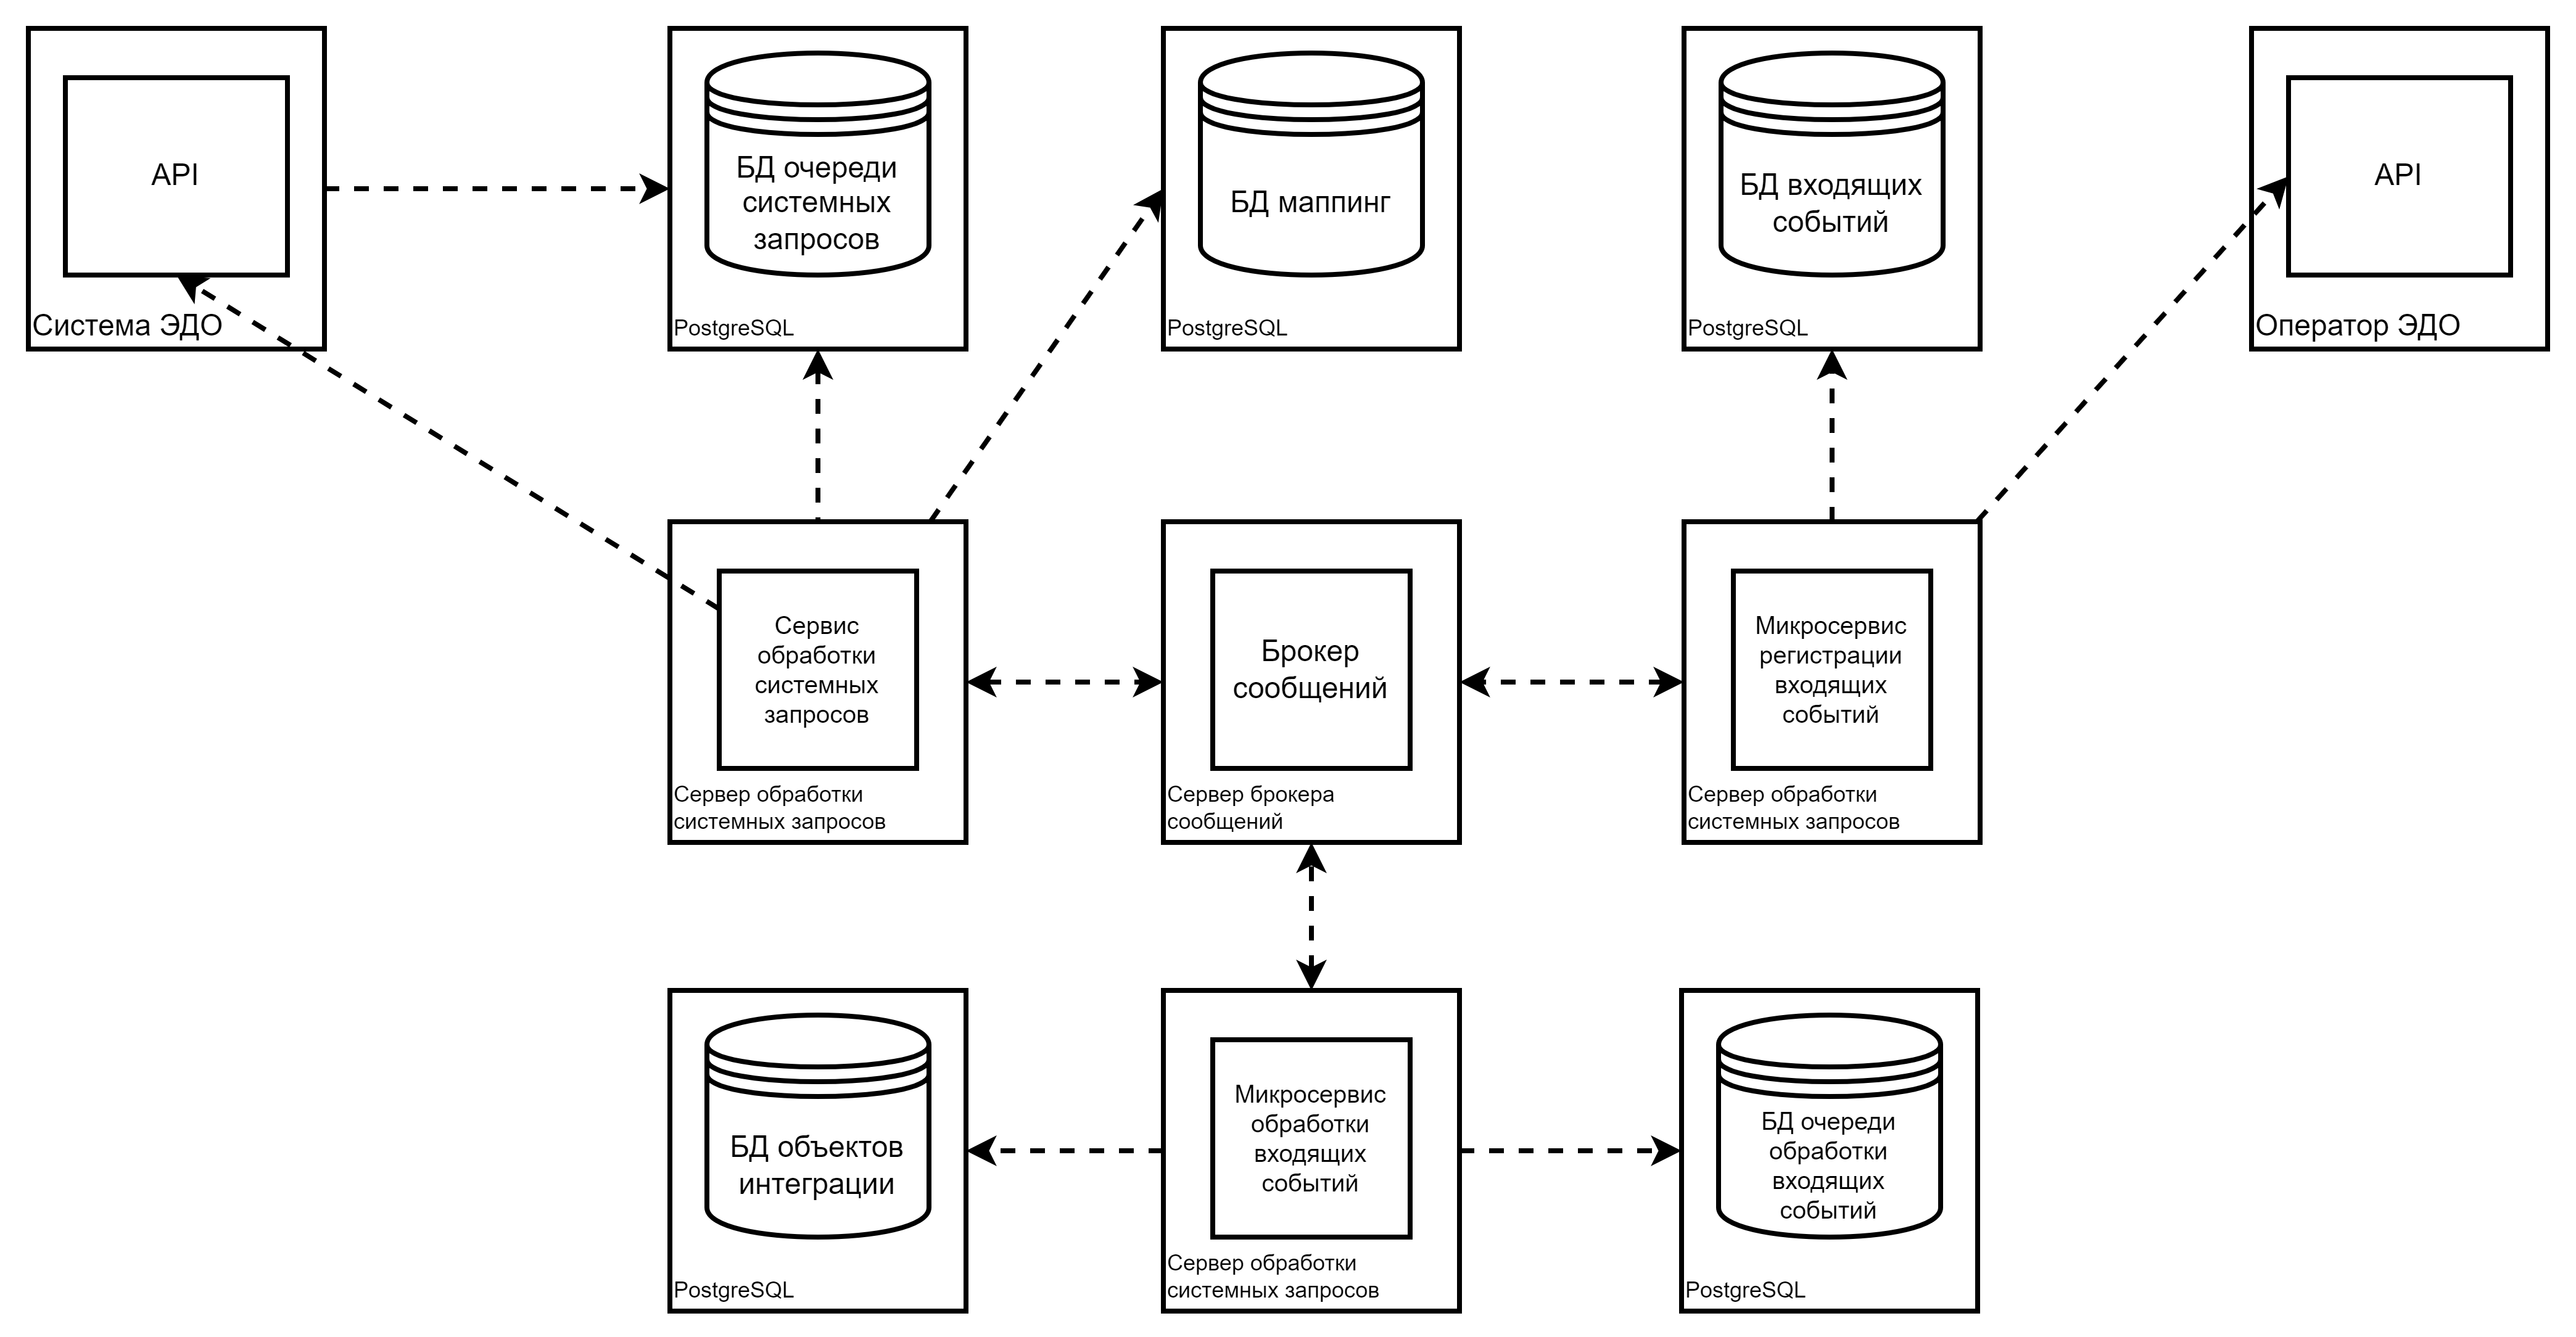 API
Система ЭДО
БД очереди
системных
запросов
PostgreSQL
БД маппинг
PostgreSQL
БД входящих
событий
PostgreSQL
API
Оператор ЭДО
Сервис
обработки
системных
запросов
Сервер обработки
системных запросов
Брокер
сообщений
Сервер брокера
сообщений
Микросервис
регистрации
входящих
событий
Сервер обработки
системных запросов
БД объектов
интеграции
PostgreSQL
Микросервис
обработки
входящих
событий
Сервер обработки
системных запросов
БД очереди
обработки
входящих
событий
PostgreSQL